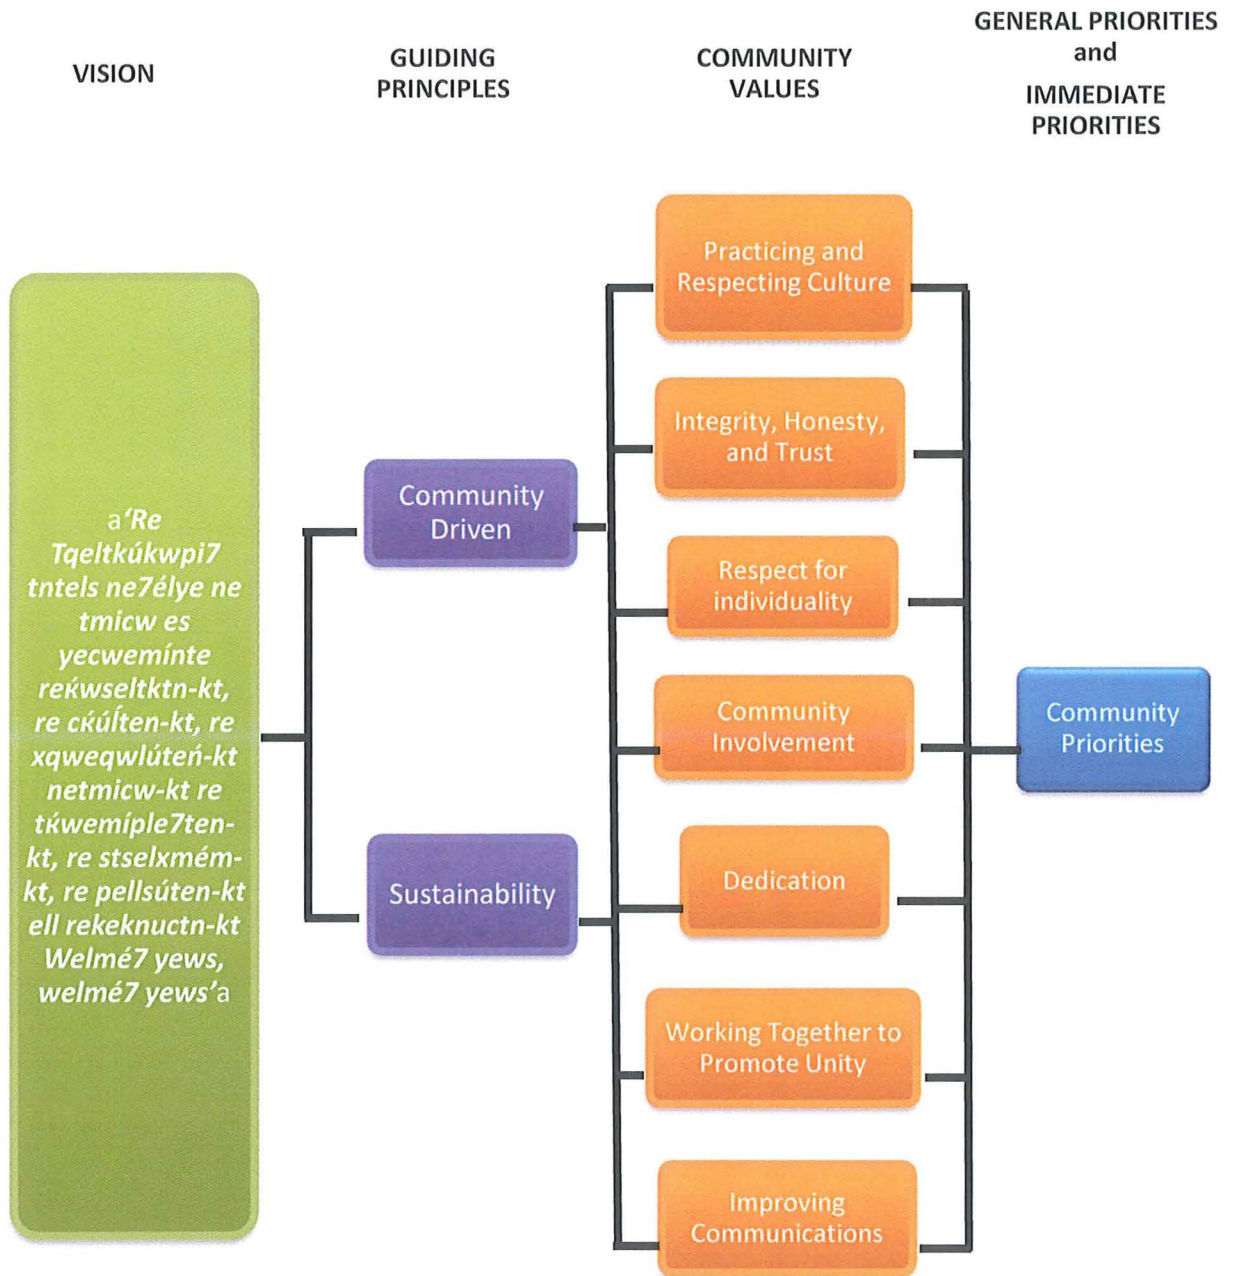 VISION
GUIDING
PRINCIPLES
COMMUNITY
VALUES
GENERAL PRIORITIES
and
IMMEDIATE
PRIORITIES
a'Re
Tqeltkúkwpi7
tntels ne7élye ne
tmicw es
yecwemínte
reḱwseltktn-kt,
re cḱúĺten-kt, re
xqweqwlúteń-kt
netmicw-kt re
tḱwemíple7ten-
kt, re stselxmém-
kt, re pellsúten-kt
ell rekeknuctn-kt
Welmé7 yews,
welmé7 yews'a
Community
Driven
Sustainability
Practicing and
Respecting Culture
Integrity, Honesty,
and Trust
Respect for
individuality
Community
Involvement
Dedication
Working Together to
Promote Unity
Improving
Communications
Community
Priorities